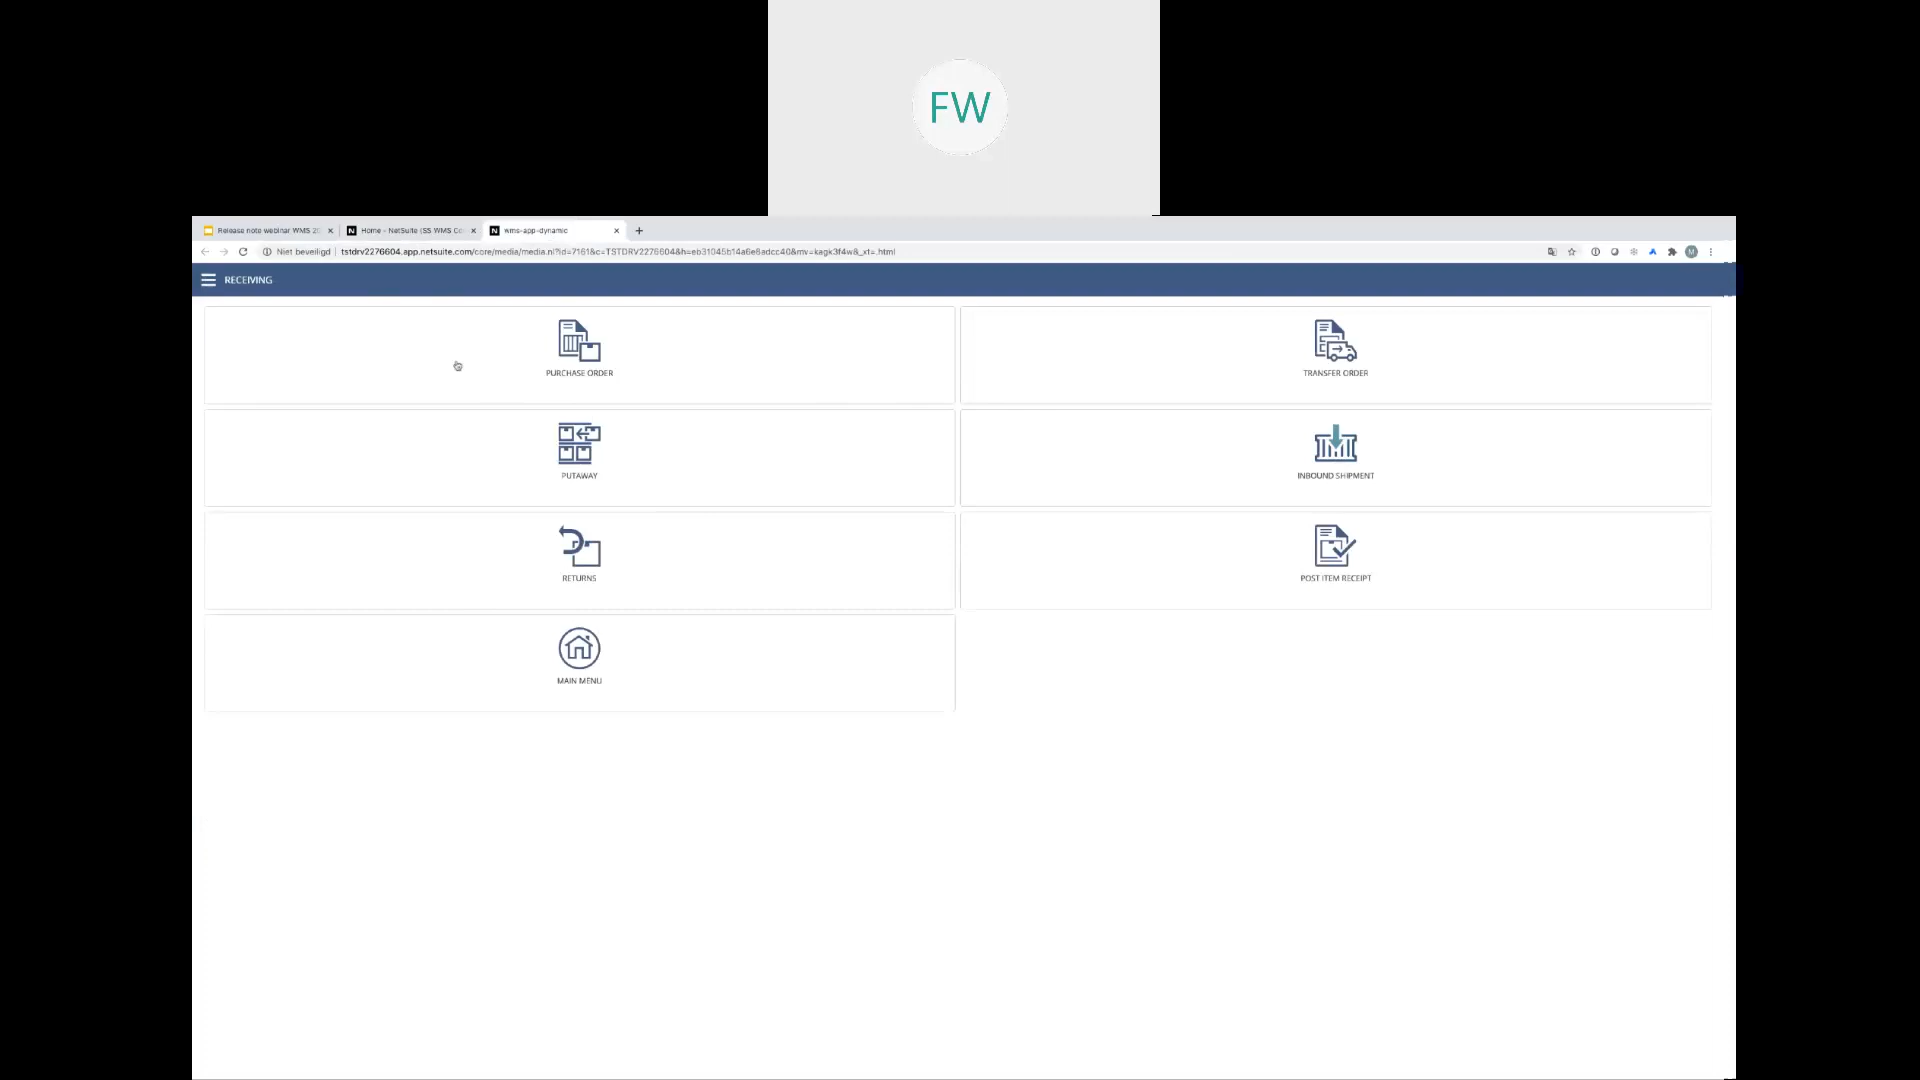 FW
Release note webinar WMS 20
Home - NetSuite (SS WMS Co
wms-app-dynamic
Niet beveiligd
tstdrv2276604.app.netsuite.com/core/media/media.nl?id=7161&c=TSTDRV2276604&h=eb31045b14a6e6adcc40&mv=kagk3f4w&_xt=.html
M
RECEIVING
PURCHASE ORDER
TRANSFER ORDER
PUTAWAY
INBOUND SHIPMENT
RETURNS
POST ITEM RECEIPT
MAIN MENU